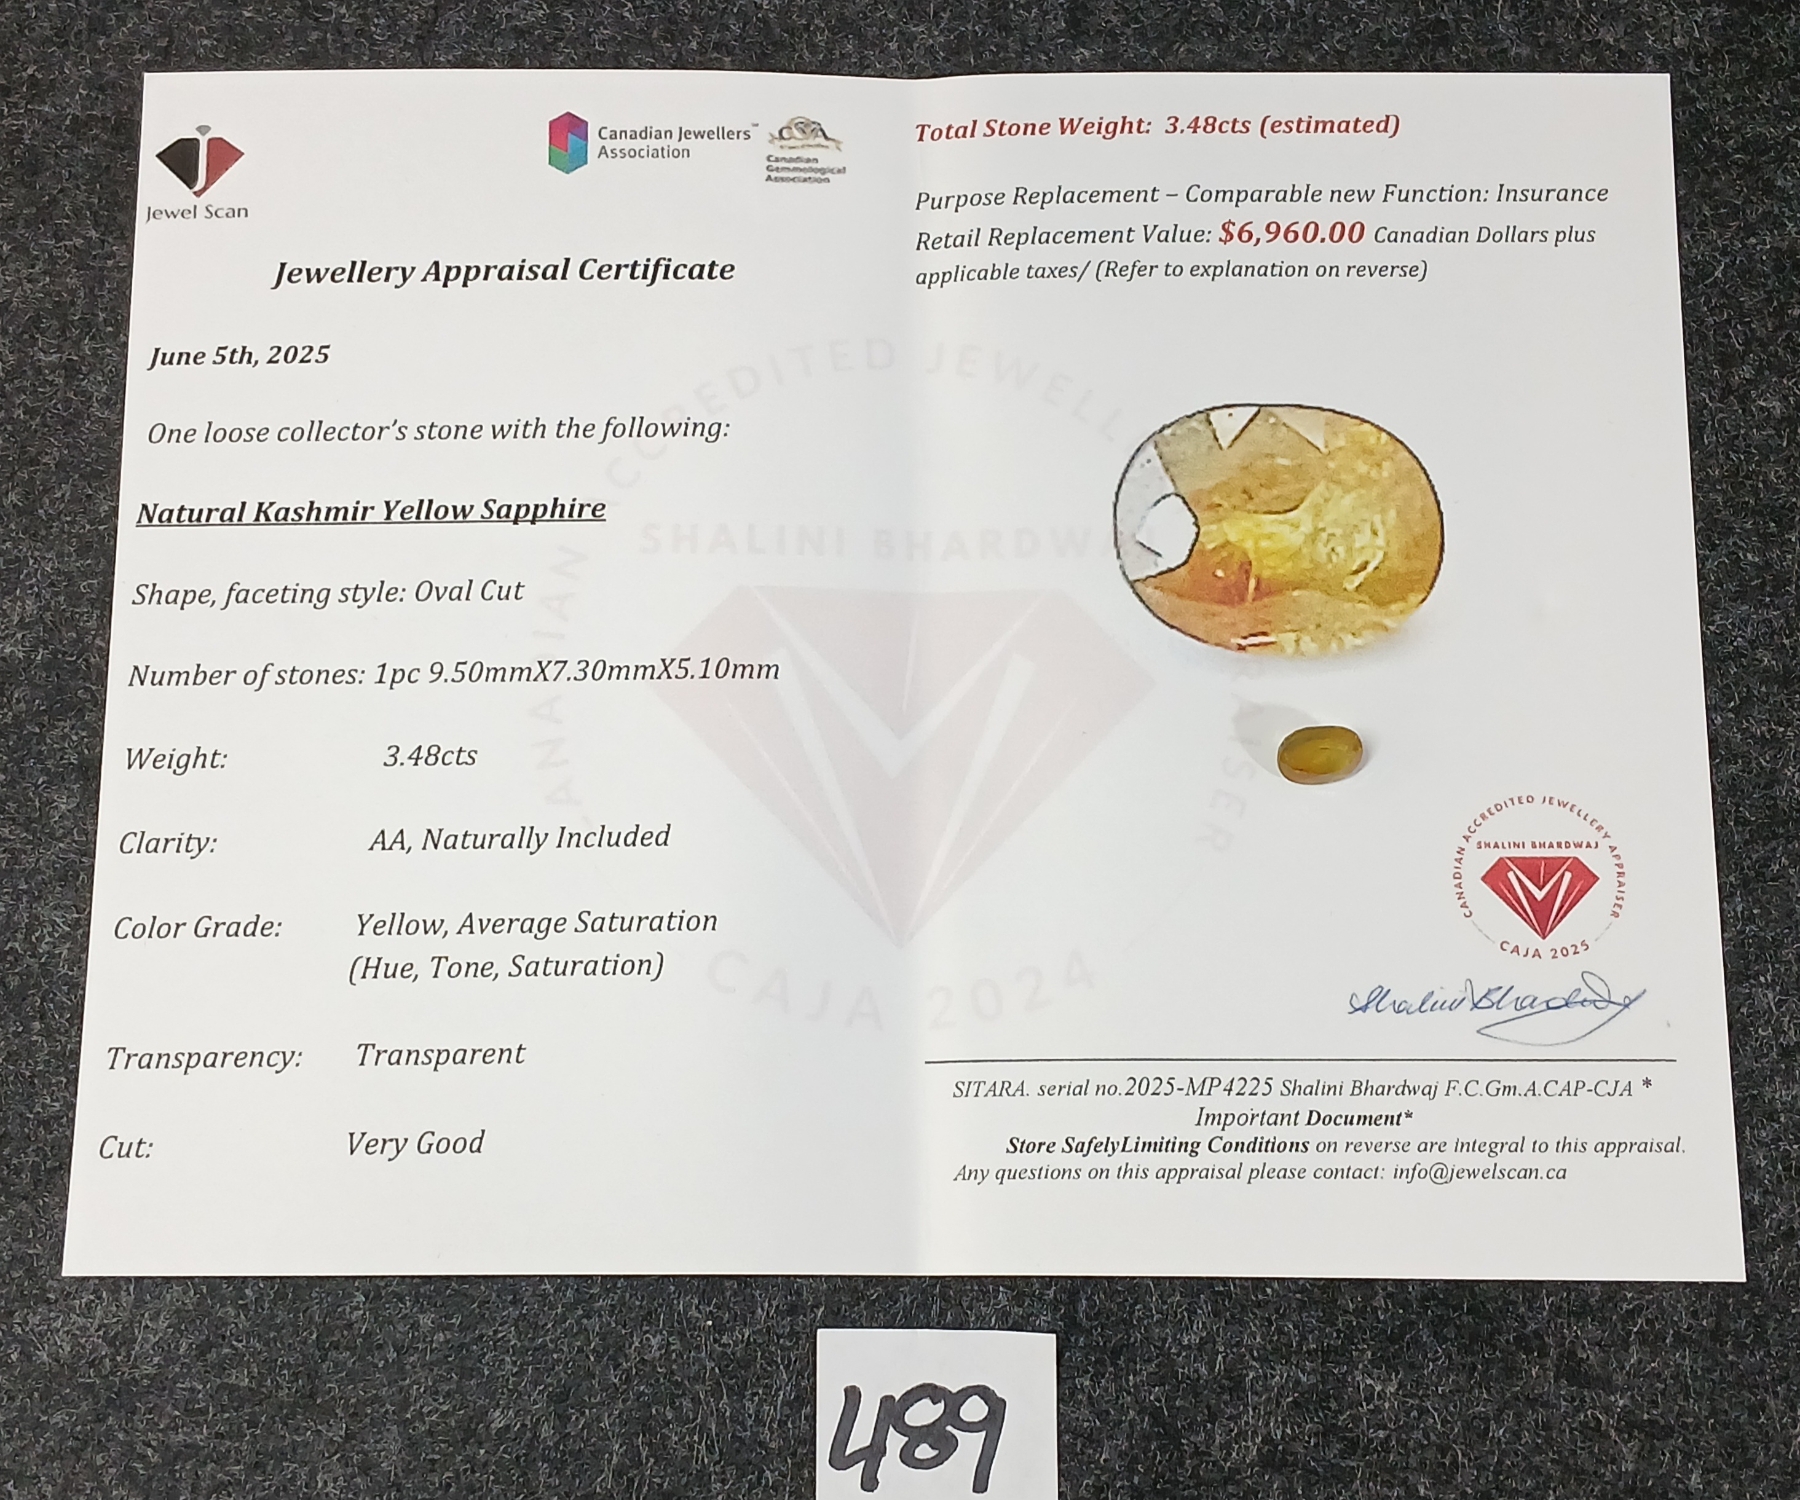 Jewel Scan
Canadian Jewellers™
Association
CGA
Canadian
Gemmological
Association
Jewellery Appraisal Certificate
June 5th, 2025
One loose collector's stone with the following:
Natural Kashmir Yellow Sapphire
Shape, faceting style: Oval Cut
Number of stones: 1pc 9.50mmX7.30mmX5.10mm
Weight: 3.48cts
Clarity: AA, Naturally Included
Color Grade: Yellow, Average Saturation
(Hue, Tone, Saturation)
Transparency: Transparent
Cut: Very Good
Total Stone Weight: 3.48cts (estimated)
Purpose Replacement – Comparable new Function: Insurance
Retail Replacement Value: $6,960.00 Canadian Dollars plus
applicable taxes/ (Refer to explanation on reverse)
CANADIAN ACCREDITED JEWELLERY APPRAISER
SHALINI BHARDWAJ
CAJA 2025
Shalini Bhardwaj
SITARA. serial no.2025-MP4225 Shalini Bhardwaj F.C.Gm.A.CAP-CJA *
Important Document*
Store SafelyLimiting Conditions on reverse are integral to this appraisal.
Any questions on this appraisal please contact: info@jewelscan.ca
CANADIAN ACCREDITED JEWELL
SHALINI BHARDWA
CAJA 2024
489